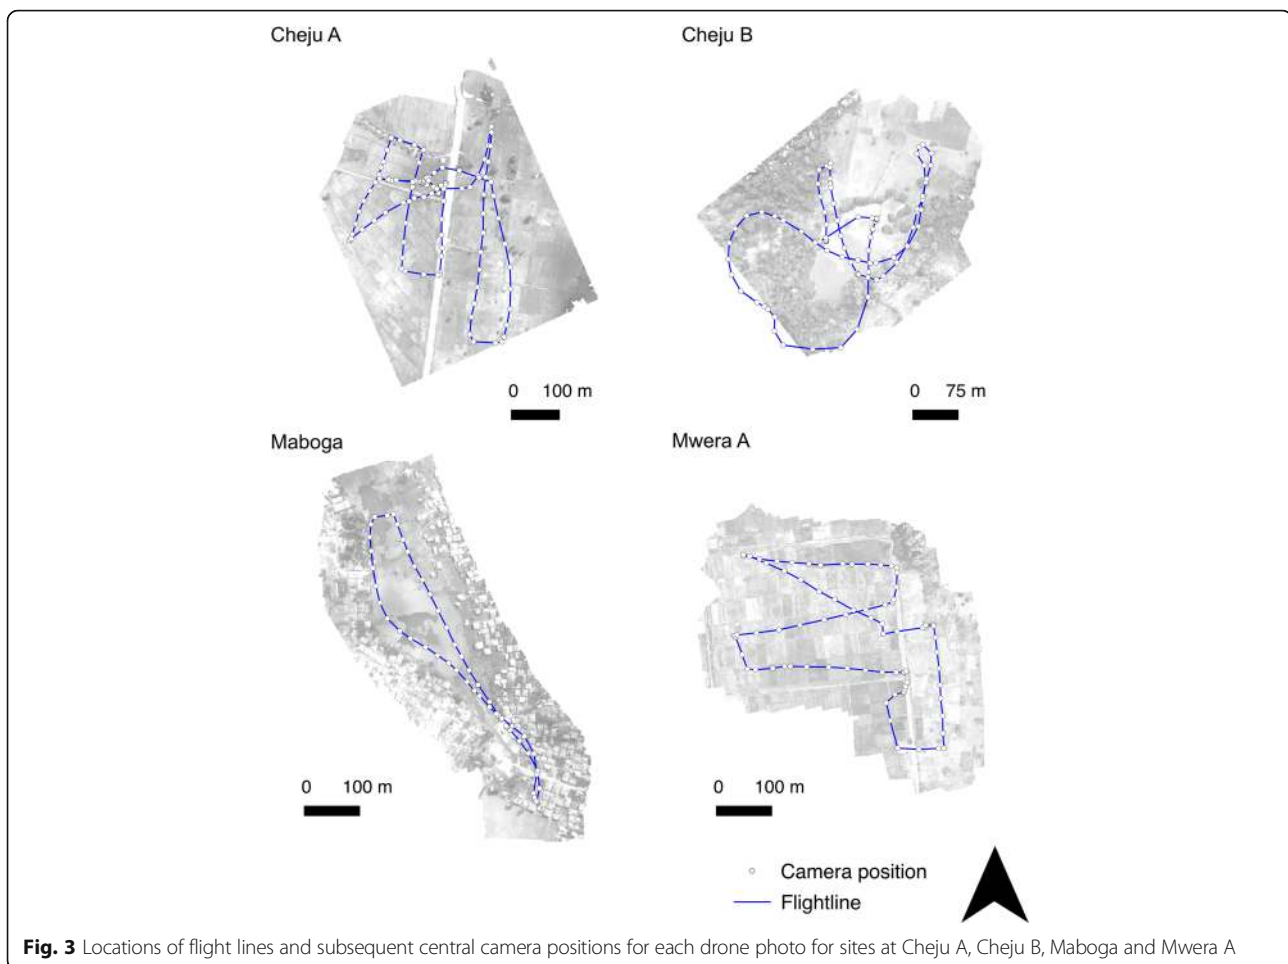 Cheju A
Cheju B
0 100 m
0 75 m
Maboga
Mwera A
0 100 m
0 100 m
Camera position
Flightline
Fig. 3 Locations of flight lines and subsequent central camera positions for each drone photo for sites at Cheju A, Cheju B, Maboga and Mwera A